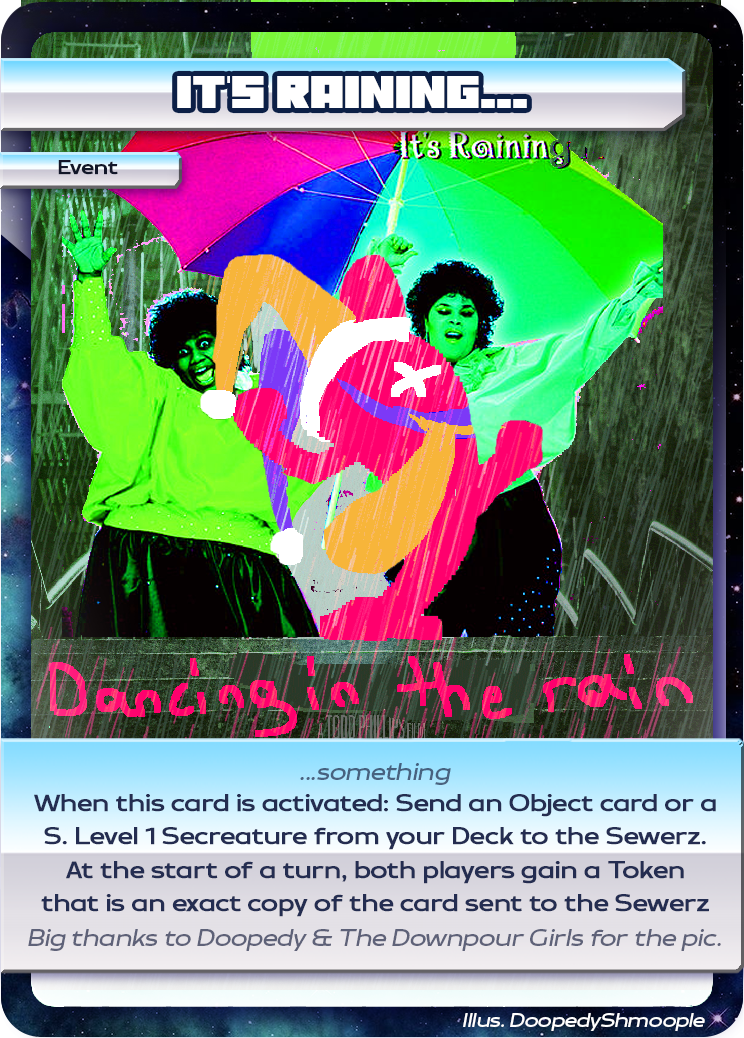 IT'S RAINING...
It's Raining
Event
Dancing in the rain
A TODD PHILLIPS FILM
...something
When this card is activated: Send an Object card or a
S. Level 1 Secreature from your Deck to the Sewerz.
At the start of a turn, both players gain a Token
that is an exact copy of the card sent to the Sewerz
Big thanks to Doopedy & The Downpour Girls for the pic.
Illus. DoopedyShmoople